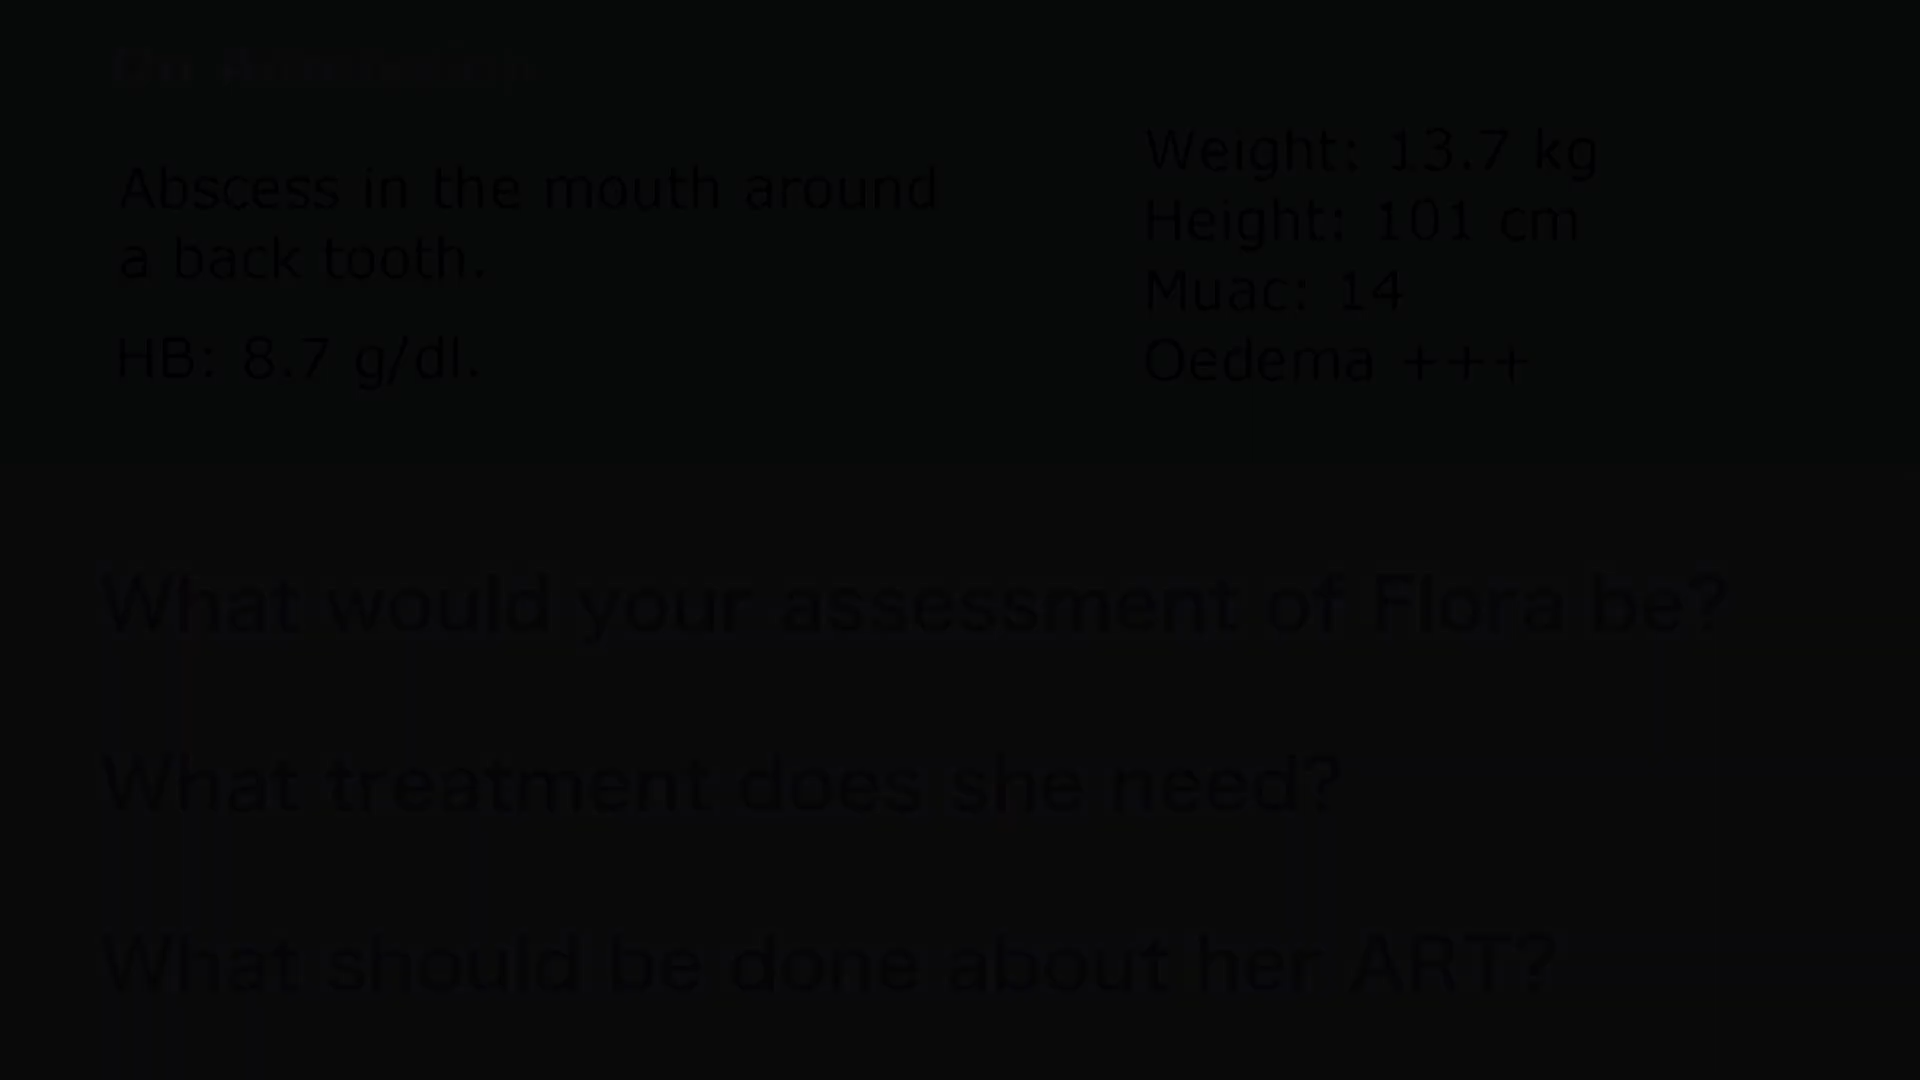 Abscess in the mouth around
a back tooth.
HB: 8.7 g/dl.
Weight: 13.7 kg
Height: 101 cm
Muac: 14
Oedema +++
What would your assessment of Flora be?
What treatment does she need?
What should be done about her ART?